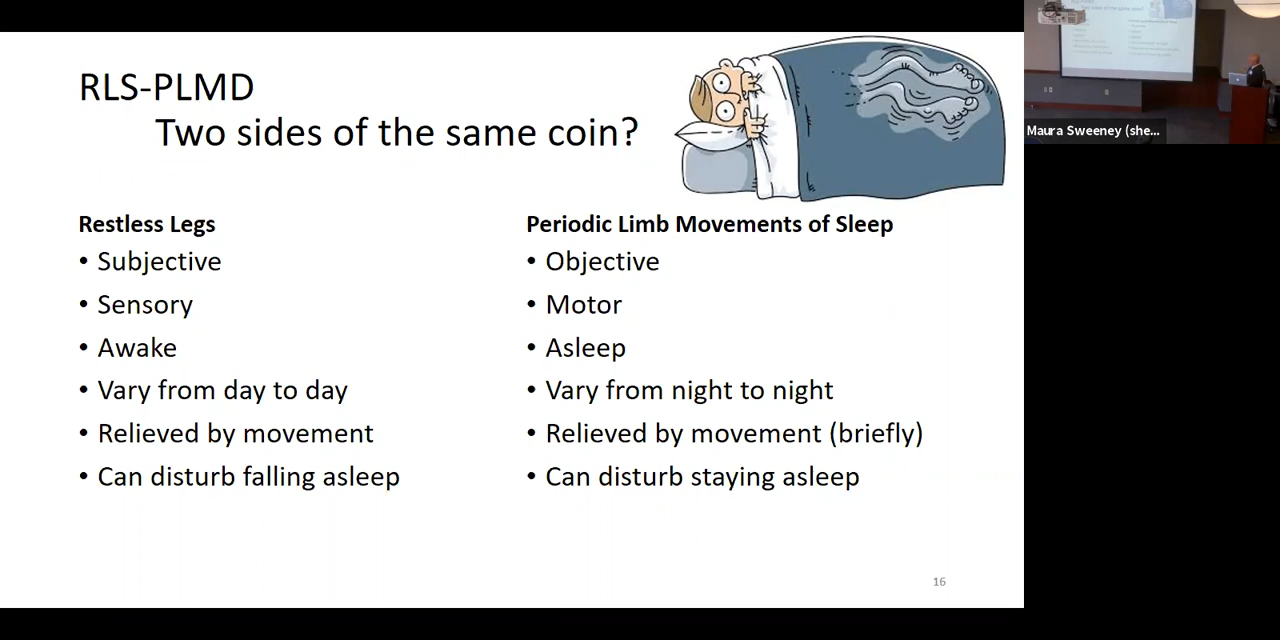 RLS-PLMD
Two sides of the same coin?
Restless Legs
• Subjective
• Sensory
• Awake
• Vary from day to day
• Relieved by movement
• Can disturb falling asleep
Periodic Limb Movements of Sleep
• Objective
• Motor
• Asleep
• Vary from night to night
• Relieved by movement (briefly)
• Can disturb staying asleep
16
Maura Sweeney (she...